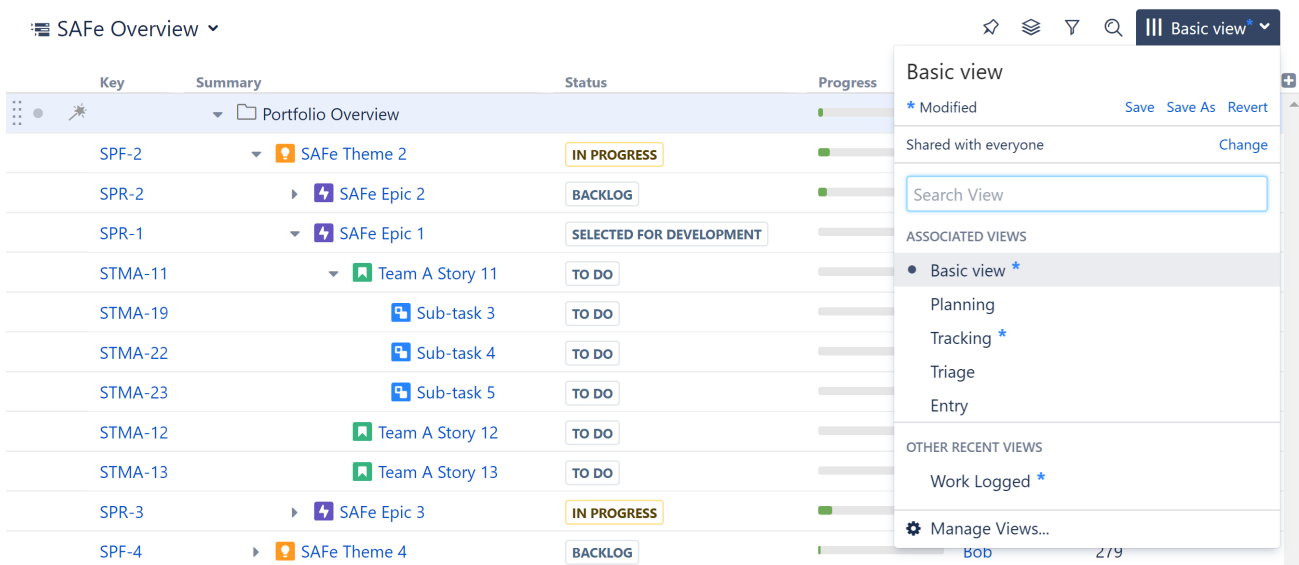 SAFe Overview
Basic view*
Key Summary Status Progress
Basic view
* Modified Save Save As Revert
Shared with everyone Change
Search View
ASSOCIATED VIEWS
Basic view *
Planning
Tracking *
Triage
Entry
OTHER RECENT VIEWS
Work Logged *
Manage Views...
Portfolio Overview
SPF-2 SAFe Theme 2 IN PROGRESS
SPR-2 SAFe Epic 2 BACKLOG
SPR-1 SAFe Epic 1 SELECTED FOR DEVELOPMENT
STMA-11 Team A Story 11 TO DO
STMA-19 Sub-task 3 TO DO
STMA-22 Sub-task 4 TO DO
STMA-23 Sub-task 5 TO DO
STMA-12 Team A Story 12 TO DO
STMA-13 Team A Story 13 TO DO
SPR-3 SAFe Epic 3 IN PROGRESS
SPF-4 SAFe Theme 4 BACKLOG Bob 279